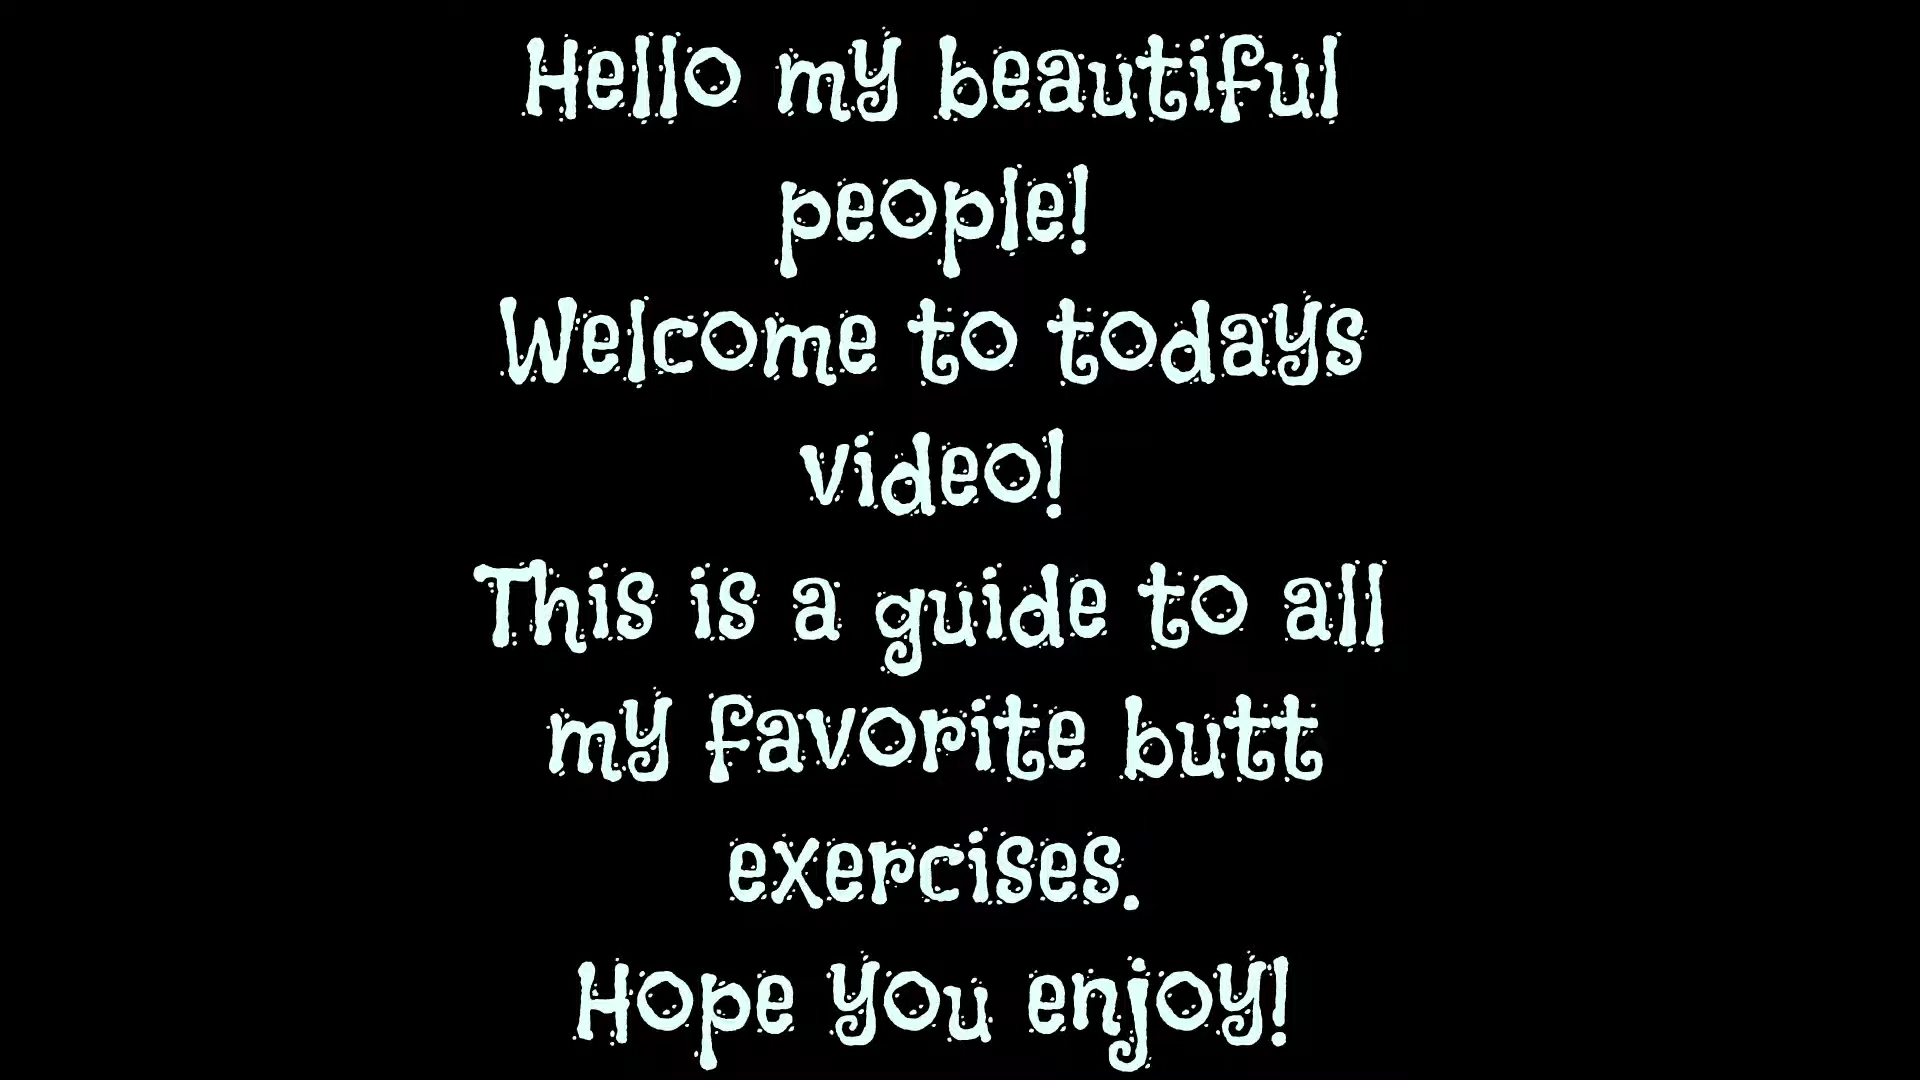 Hello my beautiful
people!
Welcome to todays
video!
This is a guide to all
my favorite butt
exercises.
Hope you enjoy!